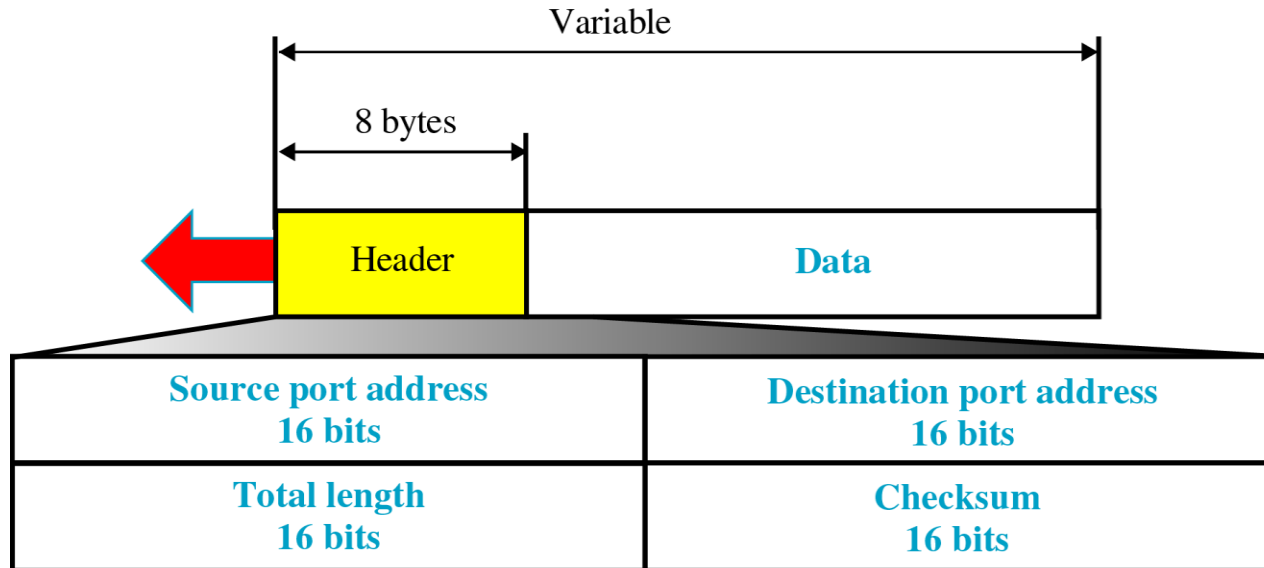 Variable
8 bytes
Header
Data
Source port address
16 bits
Destination port address
16 bits
Total length
16 bits
Checksum
16 bits